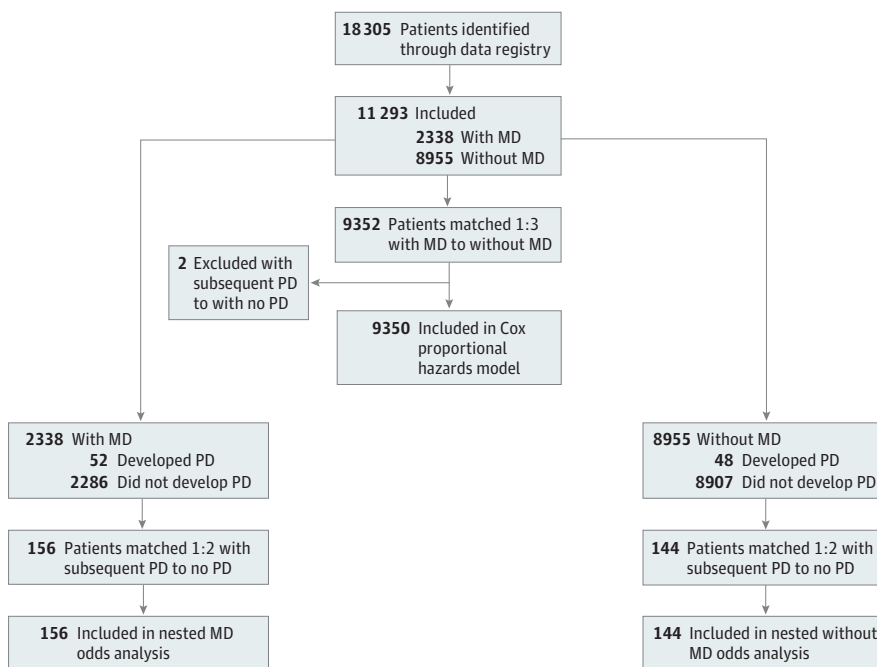 18305 Patients identified
through data registry
11 293 Included
2338 With MD
8955 Without MD
9352 Patients matched 1:3
with MD to without MD
2 Excluded with
subsequent PD
to with no PD
9350 Included in Cox
proportional
hazards model
2338 With MD
52 Developed PD
2286 Did not develop PD
8955 Without MD
48 Developed PD
8907 Did not develop PD
156 Patients matched 1:2 with
subsequent PD to no PD
144 Patients matched 1:2 with
subsequent PD to no PD
156 Included in nested MD
odds analysis
144 Included in nested without
MD odds analysis